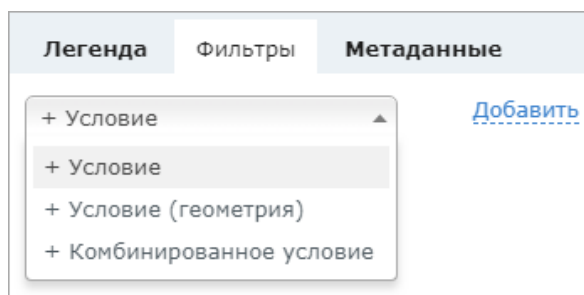 Легенда Фильтры Метаданные
+ Условие Добавить
+ Условие
+ Условие (геометрия)
+ Комбинированное условие